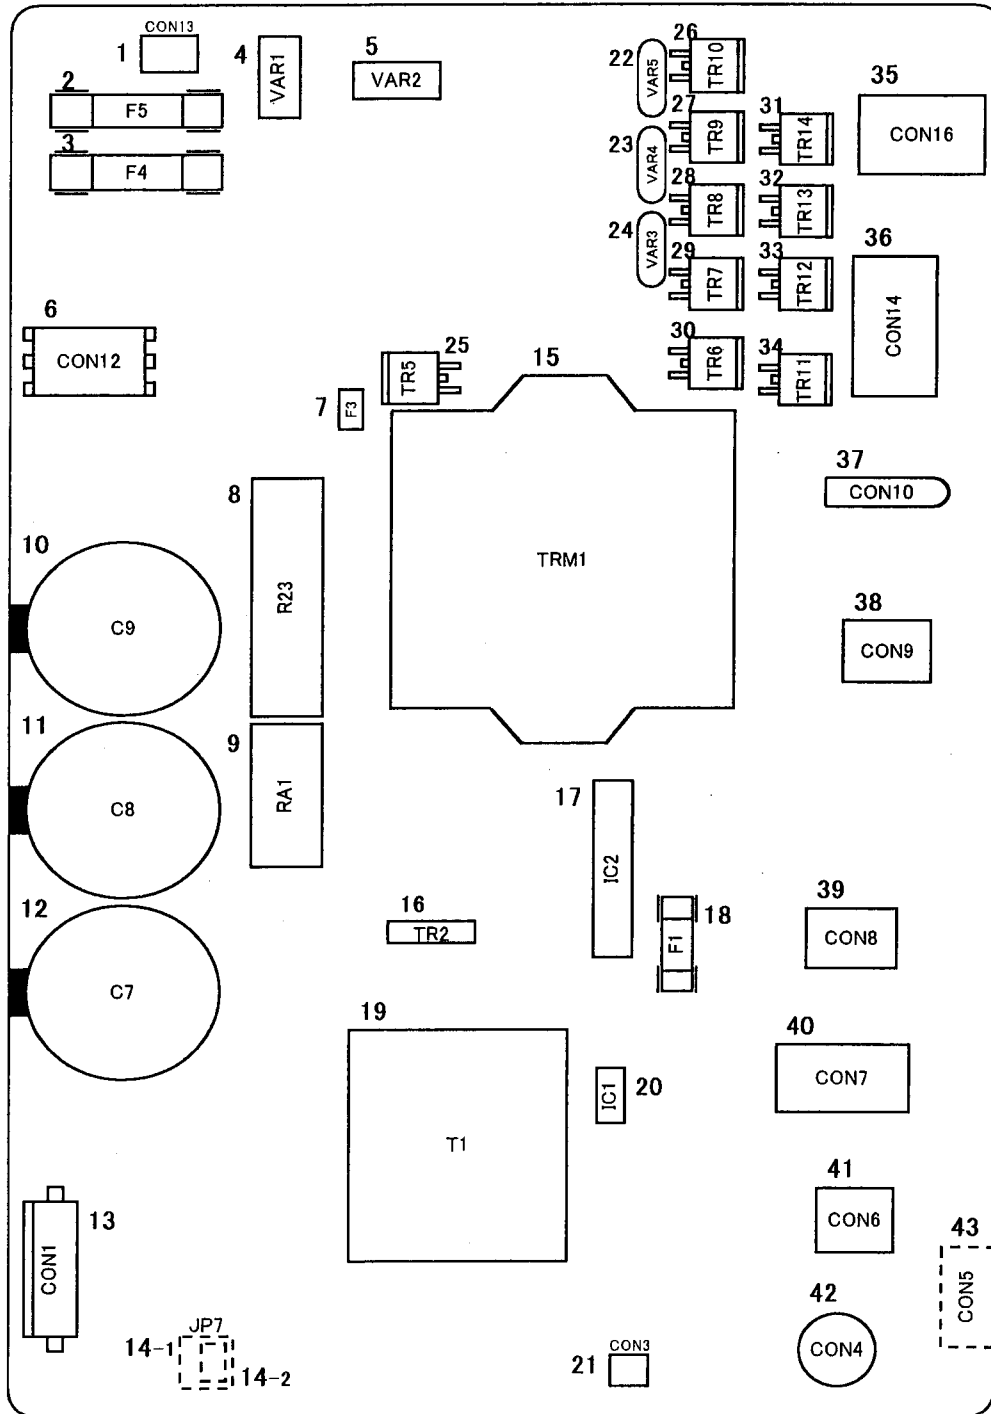 CON13
1
2
F5
3
F4
4
VAR1
5
VAR2
22
VAR5
26
TR10
27
TR9
23
VAR4
28
TR8
24
VAR3
29
TR7
30
TR6
31
TR14
32
TR13
33
TR12
34
TR11
35
CON16
36
CON14
6
CON12
7
F3
25
TR5
15
TRM1
37
CON10
8
R23
10
C9
38
CON9
11
C8
9
RA1
17
IC2
12
C7
16
TR2
18
F1
39
CON8
19
T1
20
IC1
40
CON7
13
CON1
41
CON6
43
CON5
42
CON4
JP7
14-1
14-2
CON3
21